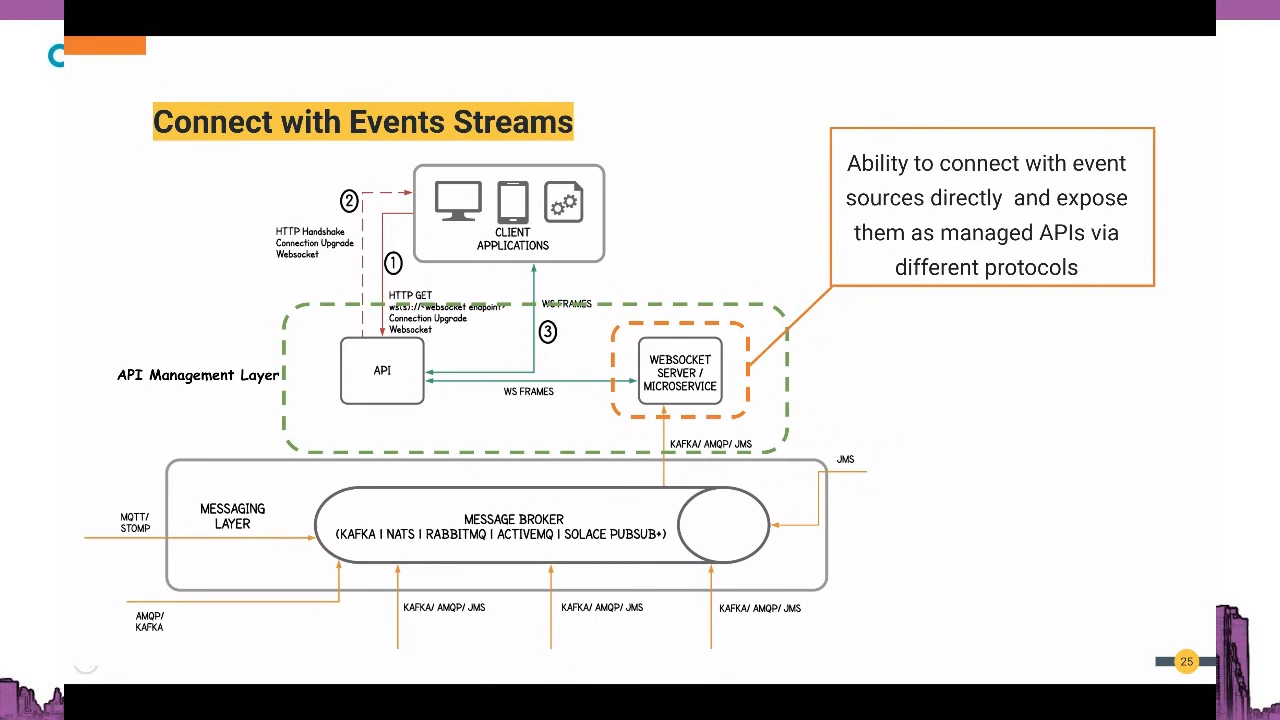 Connect with Events Streams
Ability to connect with event
sources directly and expose
them as managed APIs via
different protocols
2
HTTP Handshake
Connection Upgrade
Websocket
CLIENT
APPLICATIONS
1
HTTP GET
ws(s)://<websocket endpoint>
Connection Upgrade
Websocket
WS FRAMES
3
API Management Layer
API
WS FRAMES
WEBSOCKET
SERVER /
MICROSERVICE
KAFKA/ AMQP/ JMS
JMS
MESSAGING
LAYER
MQTT/
STOMP
MESSAGE BROKER
(KAFKA | NATS | RABBITMQ | ACTIVEMQ | SOLACE PUBSUB+)
AMQP/
KAFKA
KAFKA/ AMQP/ JMS
KAFKA/ AMQP/ JMS
KAFKA/ AMQP/ JMS
25